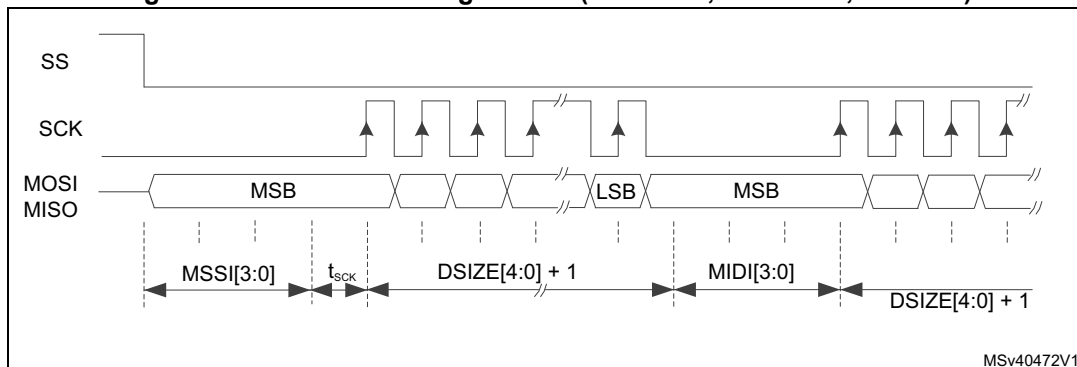 SS
SCK
MOSI
MISO
MSB
LSB
MSB
MSSI[3:0]
tSCK
DSIZE[4:0] + 1
MIDI[3:0]
DSIZE[4:0] + 1
MSv40472V1